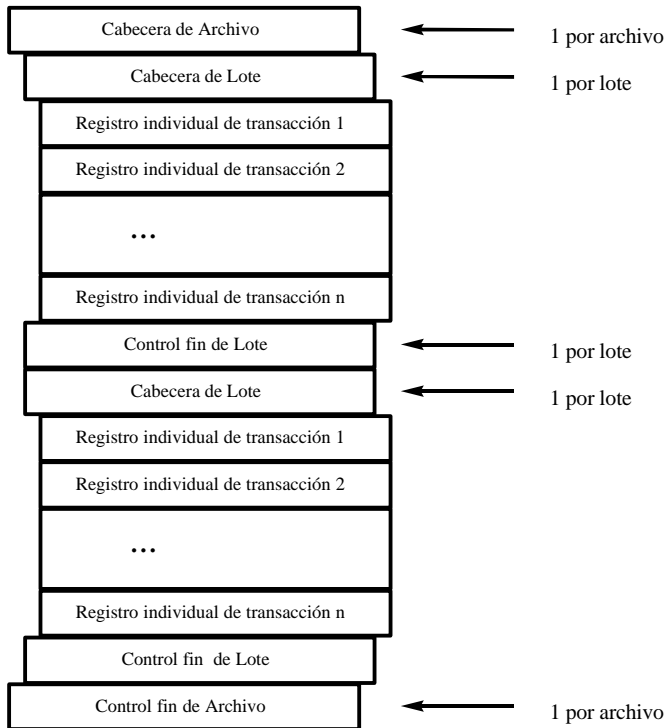 Cabecera de Archivo
1 por archivo
Cabecera de Lote
1 por lote
Registro individual de transacción 1
Registro individual de transacción 2
...
Registro individual de transacción n
Control fin de Lote
1 por lote
Cabecera de Lote
1 por lote
Registro individual de transacción 1
Registro individual de transacción 2
...
Registro individual de transacción n
Control fin de Lote
Control fin de Archivo
1 por archivo